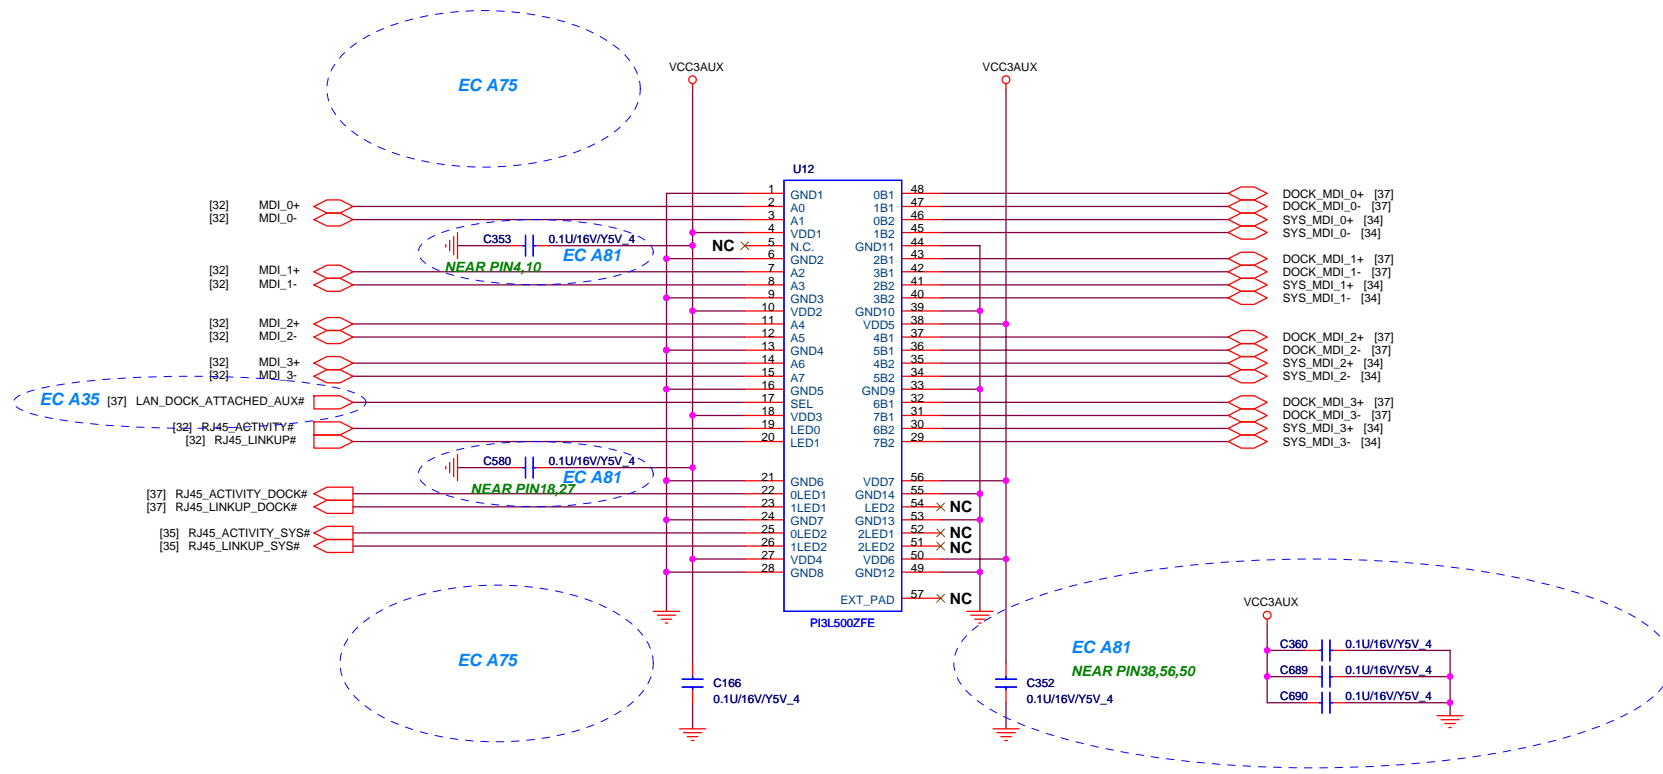 EC A75
VCC3AUX
VCC3AUX
U12
[32] MDI_0+
[32] MDI_0-
C353 0.1U/16V/Y5V_4
EC A81
NEAR PIN4,10
NC
[32] MDI_1+
[32] MDI_1-
[32] MDI_2+
[32] MDI_2-
[32] MDI_3+
[32] MDI_3-
EC A35 [37] LAN_DOCK_ATTACHED_AUX#
[32] RJ45_ACTIVITY#
[32] RJ45_LINKUP#
C580 0.1U/16V/Y5V_4
EC A81
NEAR PIN18,27
[37] RJ45_ACTIVITY_DOCK#
[37] RJ45_LINKUP_DOCK#
[35] RJ45_ACTIVITY_SYS#
[35] RJ45_LINKUP_SYS#
1 GND1
2 A0
3 A1
4 VDD1
5 N.C.
6 GND2
7 A2
8 A3
9 GND3
10 VDD2
11 A4
12 A5
13 GND4
14 A6
15 A7
16 GND5
17 SEL
18 VDD3
19 LED0
20 LED1
21 GND6
22 0LED1
23 1LED1
24 GND7
25 0LED2
26 1LED2
27 VDD4
28 GND8
0B1 48
1B1 47
0B2 46
1B2 45
GND11 44
2B1 43
3B1 42
2B2 41
3B2 40
GND10 39
VDD5 38
4B1 37
5B1 36
4B2 35
5B2 34
GND9 33
6B1 32
7B1 31
6B2 30
7B2 29
VDD7 56
GND14 55
LED2 54 NC
GND13 53
2LED1 52 NC
2LED2 51 NC
VDD6 50
GND12 49
EXT_PAD 57 NC
PI3L500ZFE
DOCK_MDI_0+ [37]
DOCK_MDI_0- [37]
SYS_MDI_0+ [34]
SYS_MDI_0- [34]
DOCK_MDI_1+ [37]
DOCK_MDI_1- [37]
SYS_MDI_1+ [34]
SYS_MDI_1- [34]
DOCK_MDI_2+ [37]
DOCK_MDI_2- [37]
SYS_MDI_2+ [34]
SYS_MDI_2- [34]
DOCK_MDI_3+ [37]
DOCK_MDI_3- [37]
SYS_MDI_3+ [34]
SYS_MDI_3- [34]
EC A75
C166
0.1U/16V/Y5V_4
C352
0.1U/16V/Y5V_4
EC A81
NEAR PIN38,56,50
VCC3AUX
C360 0.1U/16V/Y5V_4
C689 0.1U/16V/Y5V_4
C690 0.1U/16V/Y5V_4